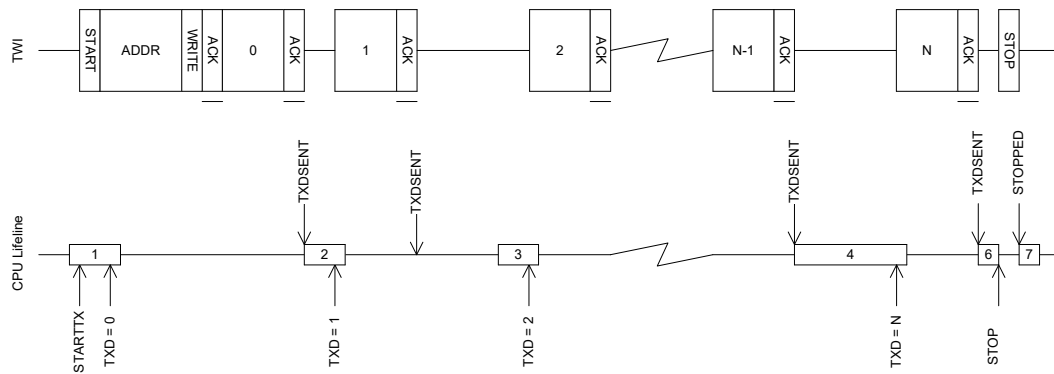 TWI
START ADDR WRITE ACK 0 ACK 1 ACK 2 ACK N-1 ACK N ACK STOP
TXDSENT TXDSENT TXDSENT TXDSENT STOPPED
CPU Lifeline
1 2 3 4 6 7
STARTTX TXD = 0 TXD = 1 TXD = 2 TXD = N STOP